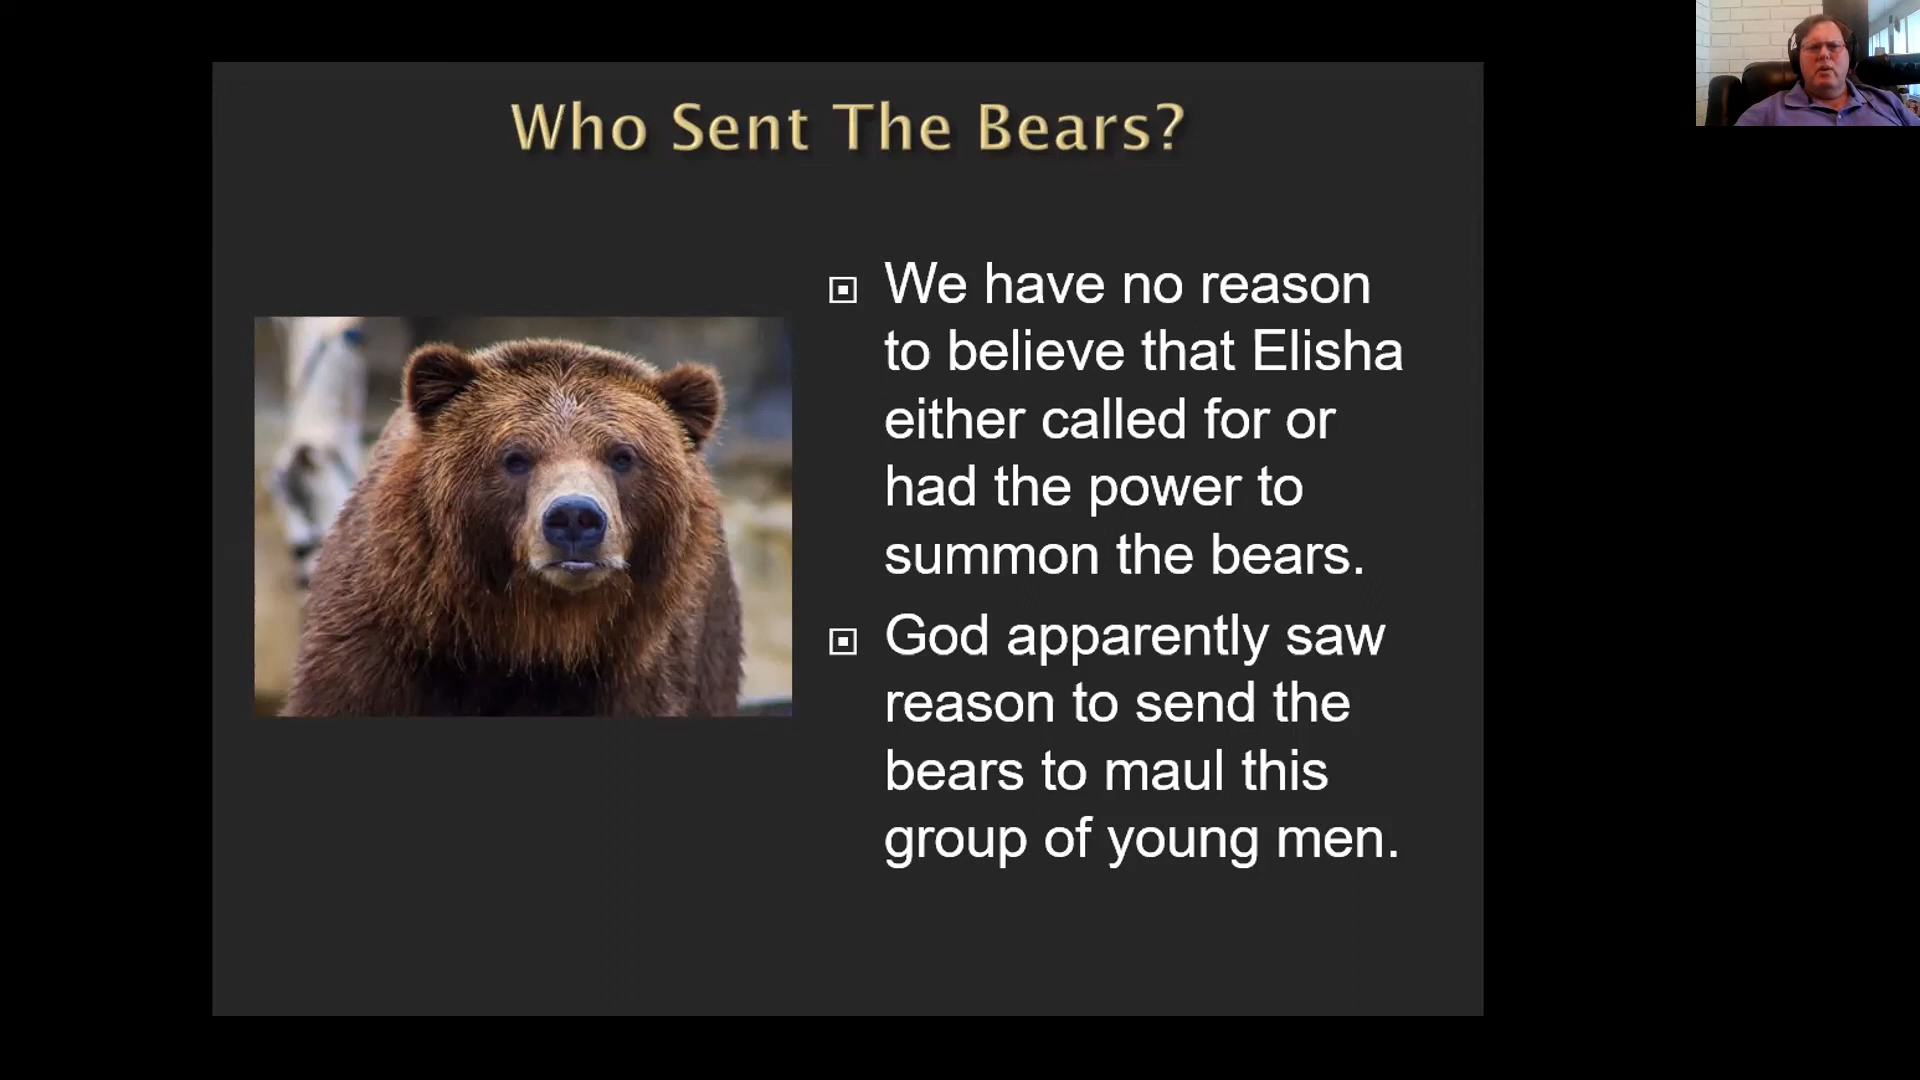 Who Sent The Bears?
We have no reason
to believe that Elisha
either called for or
had the power to
summon the bears.
God apparently saw
reason to send the
bears to maul this
group of young men.